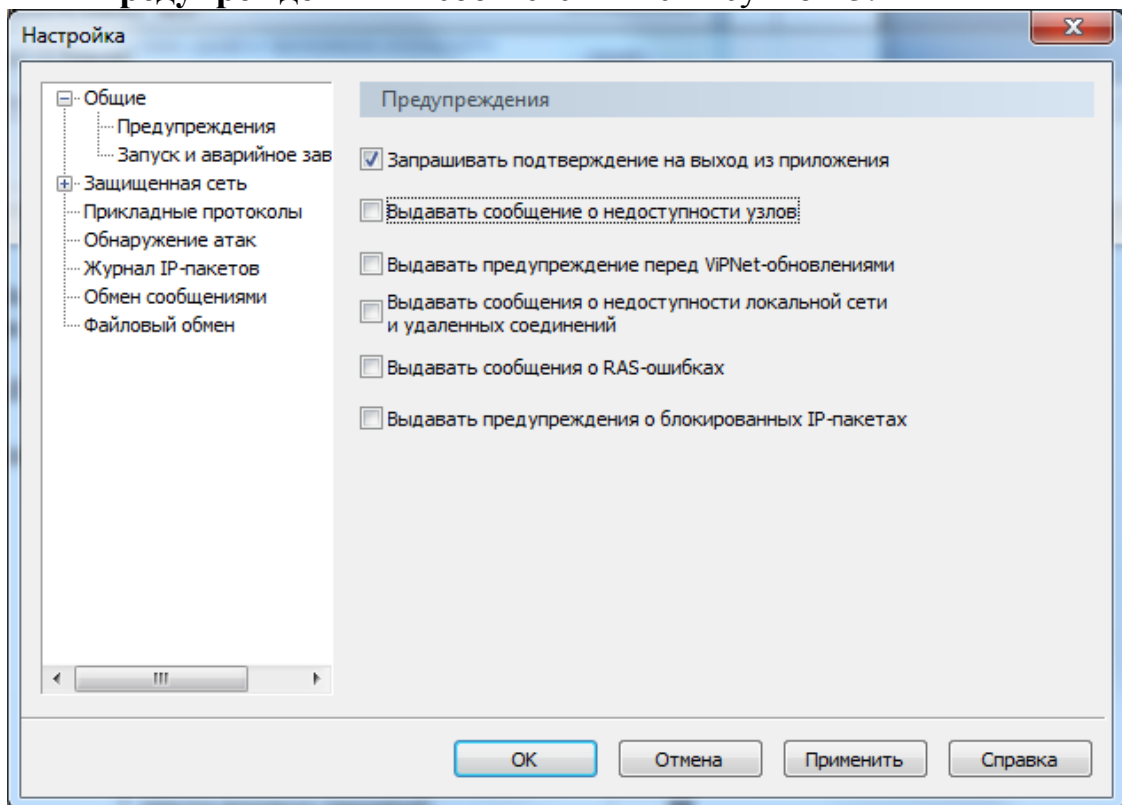 Настройка
Общие
Предупреждения
Запуск и аварийное зав
Защищенная сеть
Прикладные протоколы
Обнаружение атак
Журнал IP-пакетов
Обмен сообщениями
Файловый обмен
Предупреждения
Запрашивать подтверждение на выход из приложения
Выдавать сообщение о недоступности узлов
Выдавать предупреждение перед ViPNet-обновлениями
Выдавать сообщения о недоступности локальной сети
и удаленных соединений
Выдавать сообщения о RAS-ошибках
Выдавать предупреждения о блокированных IP-пакетах
OK
Отмена
Применить
Справка